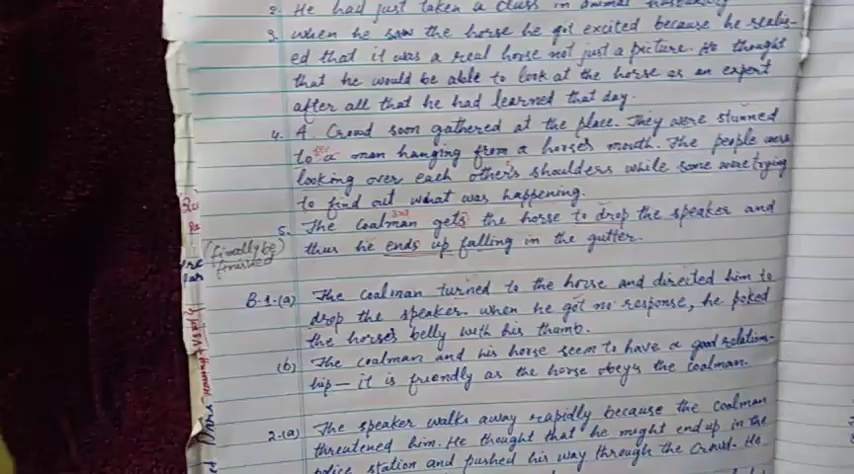 2. He had just taken a class in animal
3. when he saw the horse he got excited because he realis-
ed that it was a real horse not just a picture. He thought
that he would be able to look at the horse as an expert
after all that he had learned that day.
4. A Crowd soon gathered at the place. They were stunned
to a man hanging from a horse's mouth. The people were
looking over each other's shoulders while some were trying
to find out what was happening.
5. The coalman gets the horse to drop the speaker and
(finally be finished) thus he ends up falling in the gutter.
B-1-(a) The coalman turned to the horse and directed him to
drop the speaker. when he got no response, he poked
the horse's belly with his thumb.
(b) The coalman and his horse seem to have a good relation-
hip - it is friendly as the horse obeys the coalman.
2.(a) The speaker walks away rapidly because the coalman
threatened him. He thought that he might end up in the
police station and pushed his way through the crowd. He